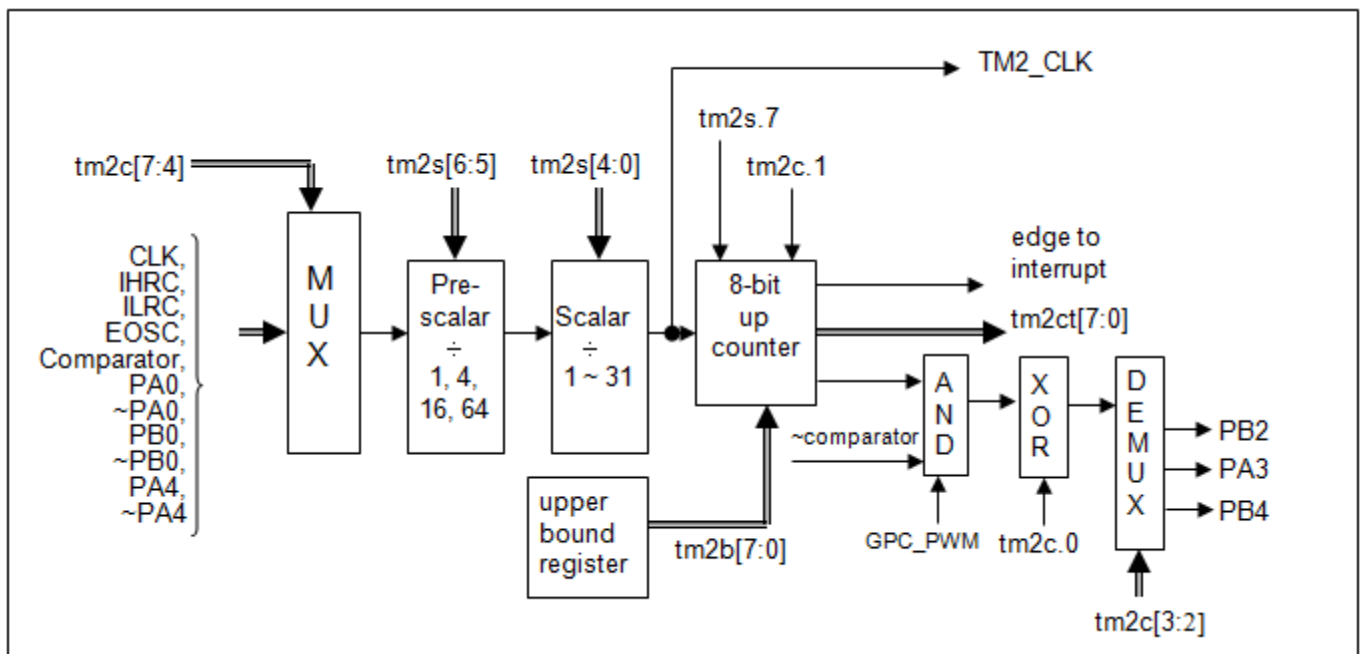 TM2_CLK
tm2s.7
tm2c[7:4]
tm2s[6:5]
tm2s[4:0]
tm2c.1
CLK,
IHRC,
ILRC,
EOSC,
Comparator,
PA0,
~PA0,
PB0,
~PB0,
PA4,
~PA4
M
U
X
Pre-
scalar
÷
1, 4,
16, 64
Scalar
÷
1 ~ 31
8-bit
up
counter
edge to
interrupt
tm2ct[7:0]
A
N
D
~comparator
X
O
R
D
E
M
U
X
PB2
PA3
PB4
upper
bound
register
tm2b[7:0]
GPC_PWM
tm2c.0
tm2c[3:2]